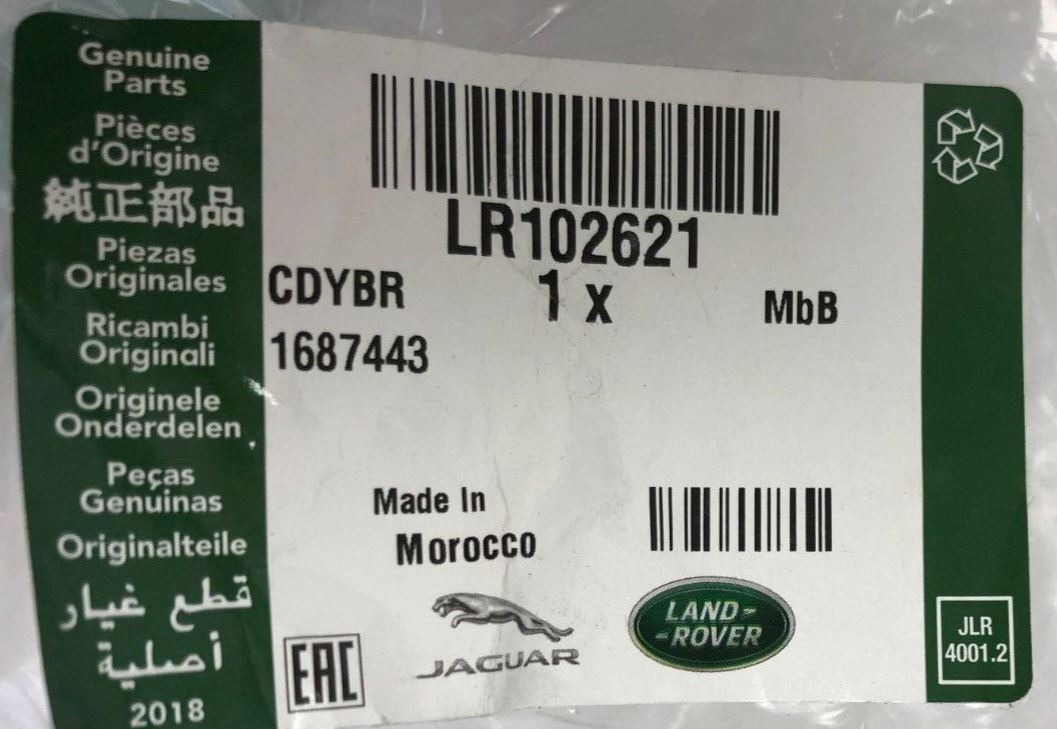 Genuine
Parts
Pièces
d'Origine
純正部品
Piezas
Originales
Ricambi
Originali
Originele
Onderdelen
Peças
Genuinas
Originalteile
قطع غيار
أصلية
2018
LR102621
CDYBR
1 x
MbB
1687443
Made In
Morocco
EAC
JAGUAR
LAND-
-ROVER
JLR
4001.2